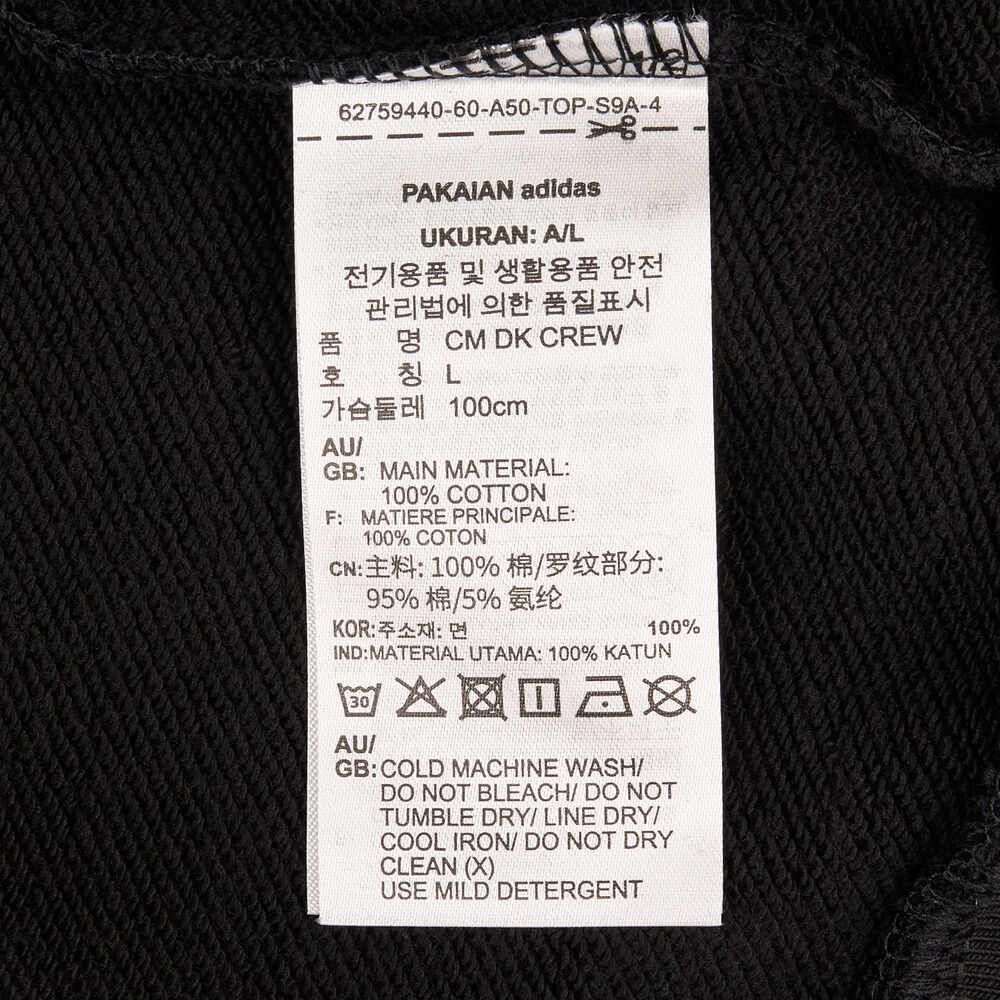 62759440-60-A50-TOP-S9A-4
PAKAIAN adidas
UKURAN: A/L
전기용품 및 생활용품 안전
관리법에 의한 품질표시
품 명 CM DK CREW
호 칭 L
가슴둘레 100cm
AU/
GB: MAIN MATERIAL:
100% COTTON
F: MATIERE PRINCIPALE:
100% COTON
CN:主料: 100% 棉/罗纹部分:
95% 棉/5% 氨纶
KOR:주소재: 면 100%
IND:MATERIAL UTAMA: 100% KATUN
30
AU/
GB:COLD MACHINE WASH/
DO NOT BLEACH/ DO NOT
TUMBLE DRY/ LINE DRY/
COOL IRON/ DO NOT DRY
CLEAN (X)
USE MILD DETERGENT